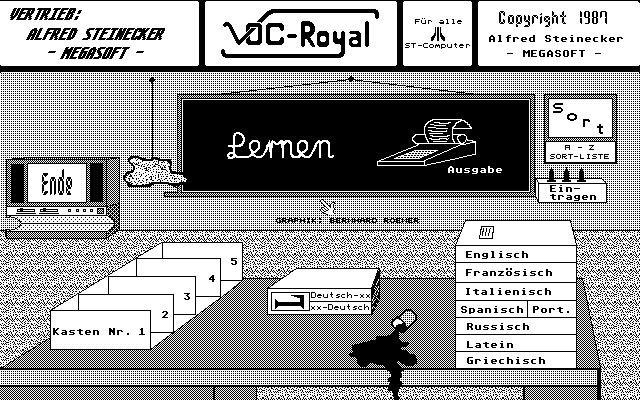 VERTRIEB:
ALFRED STEINECKER
- MEGASOFT -
VOC-Royal
Für alle
ST-Computer
Copyright 1987
Alfred Steinecker
- MEGASOFT -
Lernen
Ausgabe
Sort
A - Z
SORT-LISTE
Ende
Ein-
tragen
GRAPHIK: BERNHARD ROEMER
5
4
3
2
Kasten Nr. 1
Deutsch-xx
xx-Deutsch
Englisch
Französisch
Italienisch
Spanisch Port.
Russisch
Latein
Griechisch